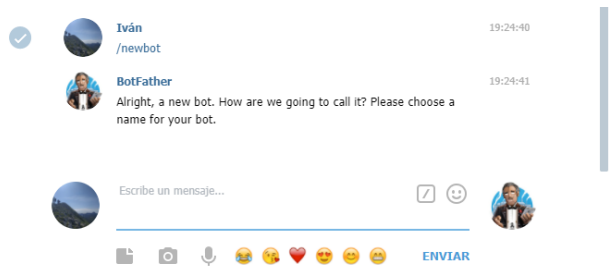 Iván 19:24:40
/newbot
BotFather 19:24:41
Alright, a new bot. How are we going to call it? Please choose a
name for your bot.
Escribe un mensaje...
ENVIAR